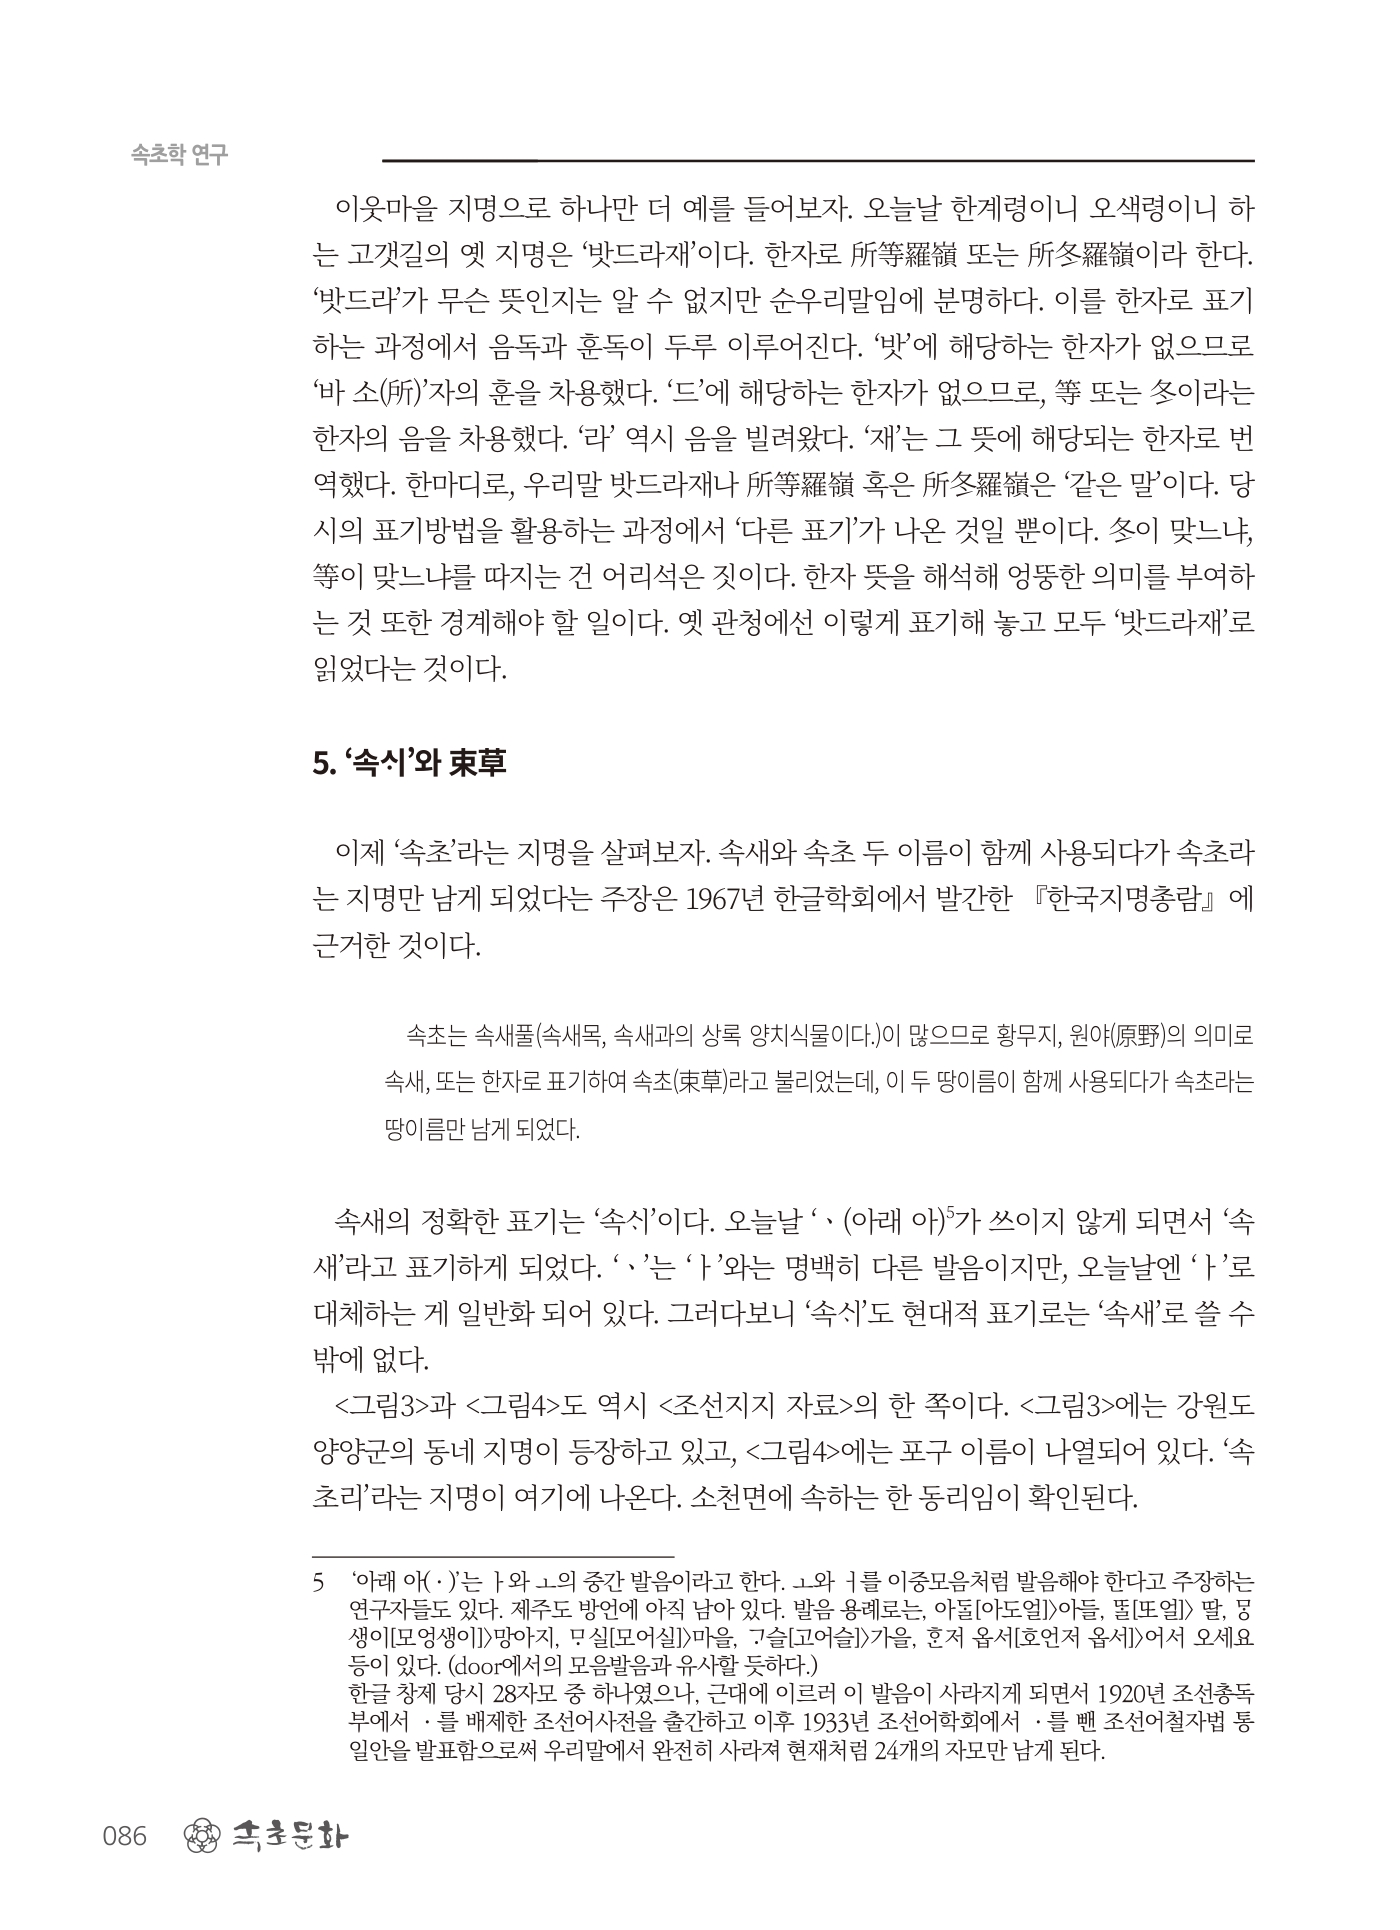 속초학 연구
이웃마을 지명으로 하나만 더 예를 들어보자. 오늘날 한계령이니 오색령이니 하
는 고갯길의 옛 지명은 ‘밧드라재’이다. 한자로 所等羅嶺 또는 所冬羅嶺이라 한다.
‘밧드라’가 무슨 뜻인지는 알 수 없지만 순우리말임에 분명하다. 이를 한자로 표기
하는 과정에서 음독과 훈독이 두루 이루어진다. ‘밧’에 해당하는 한자가 없으므로
‘바 소(所)’자의 훈을 차용했다. ‘드’에 해당하는 한자가 없으므로, 等 또는 冬이라는
한자의 음을 차용했다. ‘라’ 역시 음을 빌려왔다. ‘재’는 그 뜻에 해당되는 한자로 번
역했다. 한마디로, 우리말 밧드라재나 所等羅嶺 혹은 所冬羅嶺은 ‘같은 말’이다. 당
시의 표기방법을 활용하는 과정에서 ‘다른 표기’가 나온 것일 뿐이다. 冬이 맞느냐,
等이 맞느냐를 따지는 건 어리석은 짓이다. 한자 뜻을 해석해 엉뚱한 의미를 부여하
는 것 또한 경계해야 할 일이다. 옛 관청에선 이렇게 표기해 놓고 모두 ‘밧드라재’로
읽었다는 것이다.
5. ‘속ᄉᆡ’와 束草
이제 ‘속초’라는 지명을 살펴보자. 속새와 속초 두 이름이 함께 사용되다가 속초라
는 지명만 남게 되었다는 주장은 1967년 한글학회에서 발간한 『한국지명총람』에
근거한 것이다.
속초는 속새풀(속새목, 속새과의 상록 양치식물이다.)이 많으므로 황무지, 원야(原野)의 의미로
속새, 또는 한자로 표기하여 속초(束草)라고 불리었는데, 이 두 땅이름이 함께 사용되다가 속초라는
땅이름만 남게 되었다.
속새의 정확한 표기는 ‘속ᄉᆡ’이다. 오늘날 ‘ㆍ(아래 아)5가 쓰이지 않게 되면서 ‘속
새’라고 표기하게 되었다. ‘ㆍ’는 ‘ㅏ’와는 명백히 다른 발음이지만, 오늘날엔 ‘ㅏ’로
대체하는 게 일반화 되어 있다. 그러다보니 ‘속ᄉᆡ’도 현대적 표기로는 ‘속새’로 쓸 수
밖에 없다.
<그림3>과 <그림4>도 역시 <조선지지 자료>의 한 쪽이다. <그림3>에는 강원도
양양군의 동네 지명이 등장하고 있고, <그림4>에는 포구 이름이 나열되어 있다. ‘속
초리’라는 지명이 여기에 나온다. 소천면에 속하는 한 동리임이 확인된다.
5 ‘아래 아(ㆍ)’는 ㅏ와 ㅗ의 중간 발음이라고 한다. ㅗ와 ㅓ를 이중모음처럼 발음해야 한다고 주장하는
연구자들도 있다. 제주도 방언에 아직 남아 있다. 발음 용례로는, 아ᄃᆞᆯ[아도얼]>아들, ᄄᆞᆯ[또얼]> 딸, ᄆᆞᆼ
생이[모엉생이]>망아지, ᄆᆞ실[모어실]>마을, ᄀᆞ슬[고어슬]>가을, ᄒᆞᆫ저 옵서[호언저 옵서]>어서 오세요
등이 있다. (door에서의 모음발음과 유사할 듯하다.)
한글 창제 당시 28자모 중 하나였으나, 근대에 이르러 이 발음이 사라지게 되면서 1920년 조선총독
부에서 ㆍ를 배제한 조선어사전을 출간하고 이후 1933년 조선어학회에서 ㆍ를 뺀 조선어철자법 통
일안을 발표함으로써 우리말에서 완전히 사라져 현재처럼 24개의 자모만 남게 된다.
086 속초문화